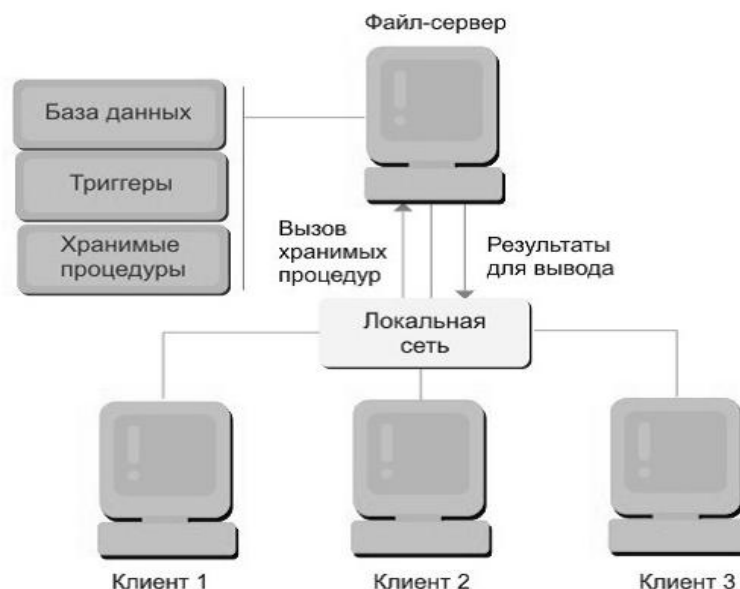 Файл-сервер
База данных
Триггеры
Хранимые
процедуры
Вызов
хранимых
процедур
Результаты
для вывода
Локальная
сеть
Клиент 1
Клиент 2
Клиент 3